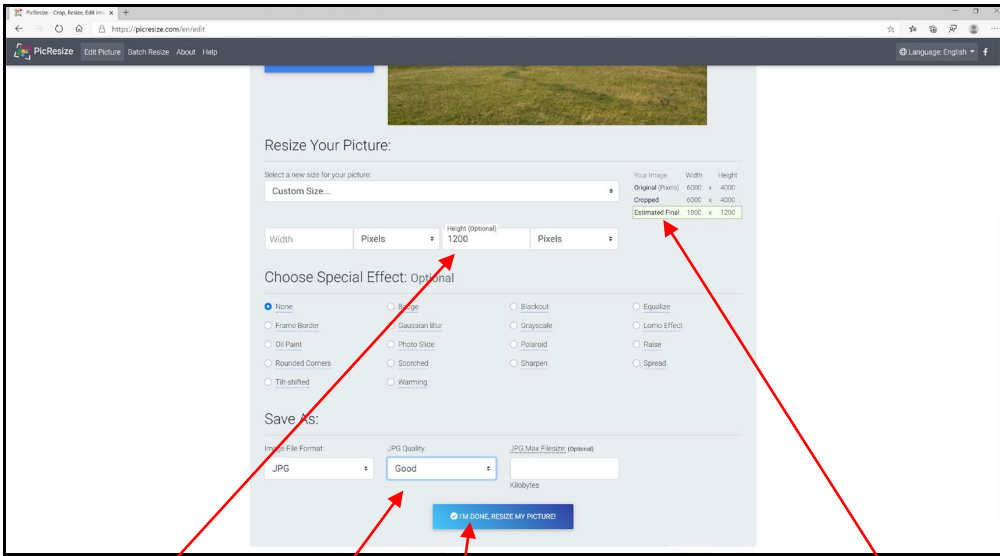 PicResize - Crop, Resize, Edit ima
https://picresize.com/en/edit
PicResize Edit Picture Batch Resize About Help Language: English
Resize Your Picture:
Select a new size for your picture:
Custom Size...
Your Image Width Height
Original (Pixels) 6000 x 4000
Cropped 6000 x 4000
Estimated Final 1800 x 1200
Width Pixels Height (Optional) 1200 Pixels
Choose Special Effect: Optional
None Badge Blackout Equalize
Frame Border Gaussian Blur Grayscale Lomo Effect
Oil Paint Photo Slide Polaroid Raise
Rounded Corners Scorched Sharpen Spread
Tilt-shifted Warming
Save As:
Image File Format: JPG Quality: JPG Max Filesize: (Optional)
JPG Good
Kilobytes
I'M DONE, RESIZE MY PICTURE!